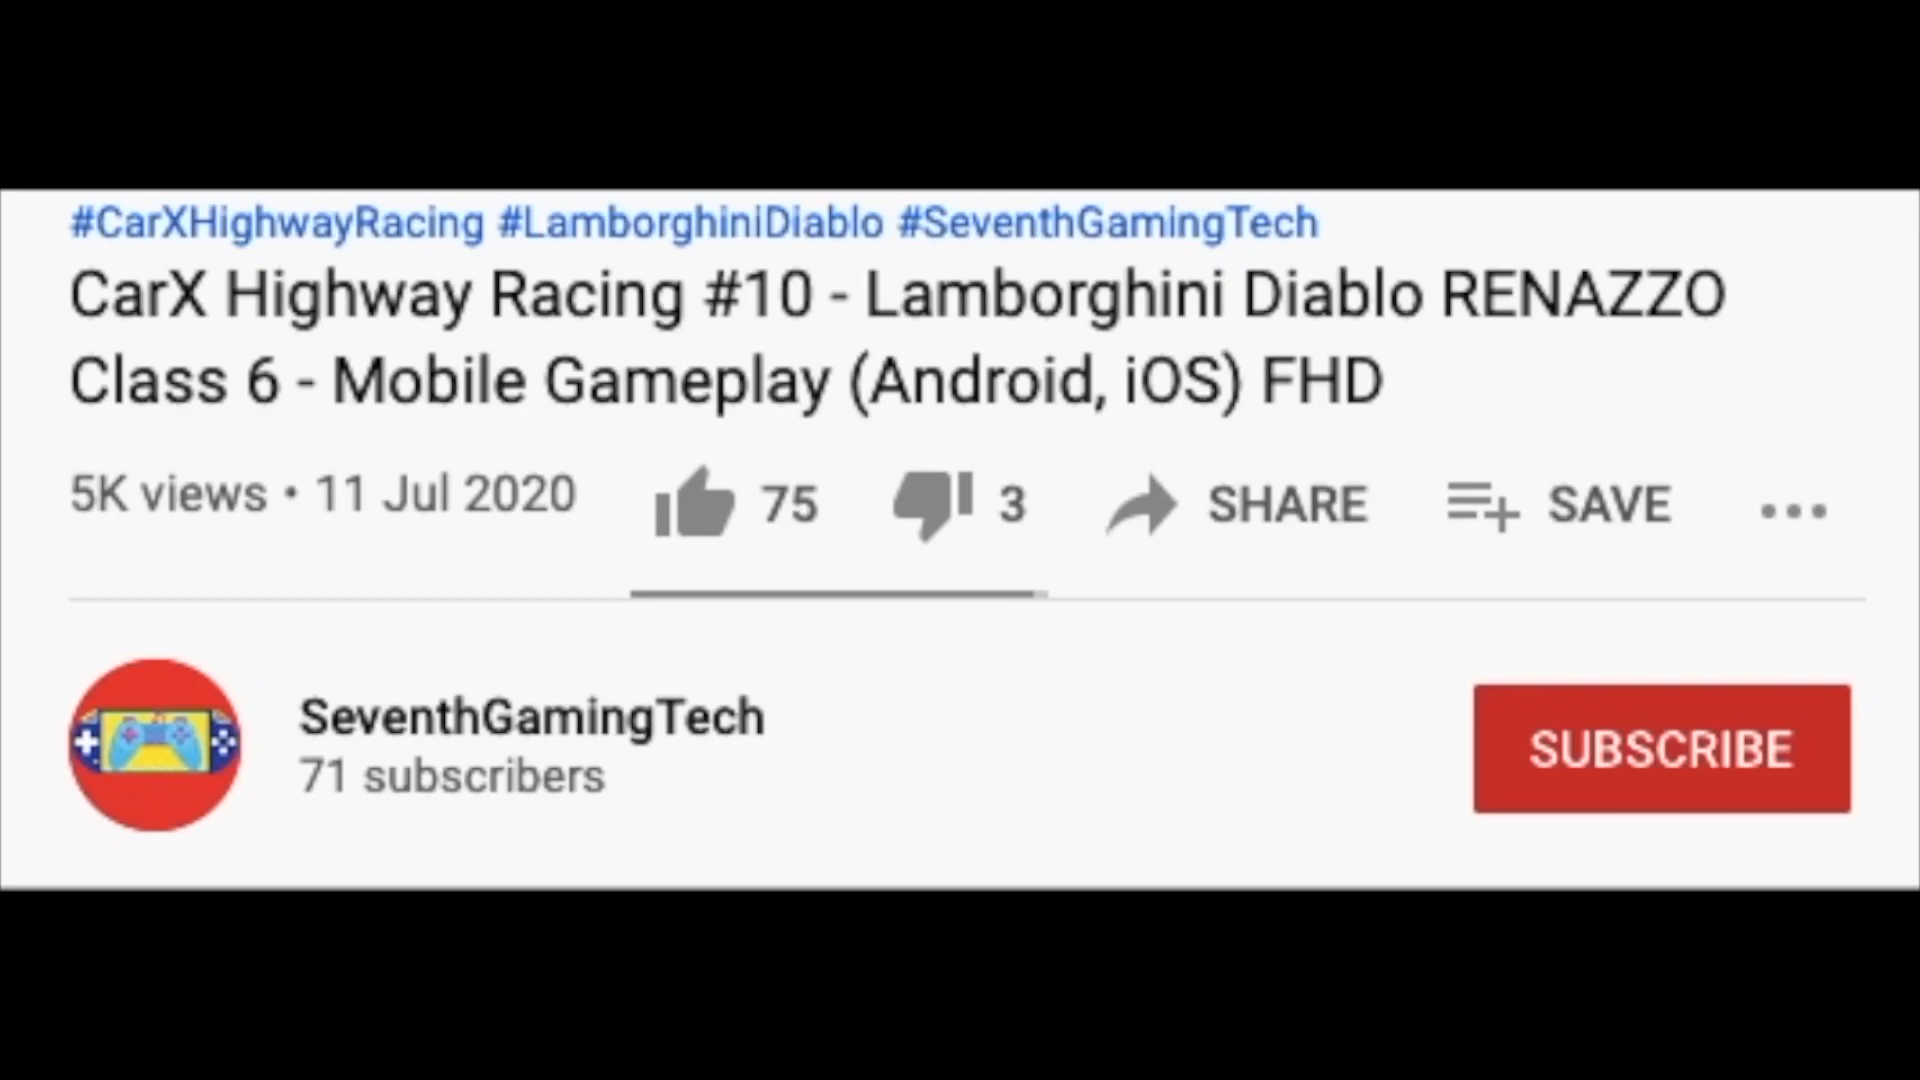 #CarXHighwayRacing #LamborghiniDiablo #SeventhGamingTech
CarX Highway Racing #10 - Lamborghini Diablo RENAZZO
Class 6 - Mobile Gameplay (Android, iOS) FHD
5K views • 11 Jul 2020 75 3 SHARE SAVE ...
SeventhGamingTech
71 subscribers
SUBSCRIBE